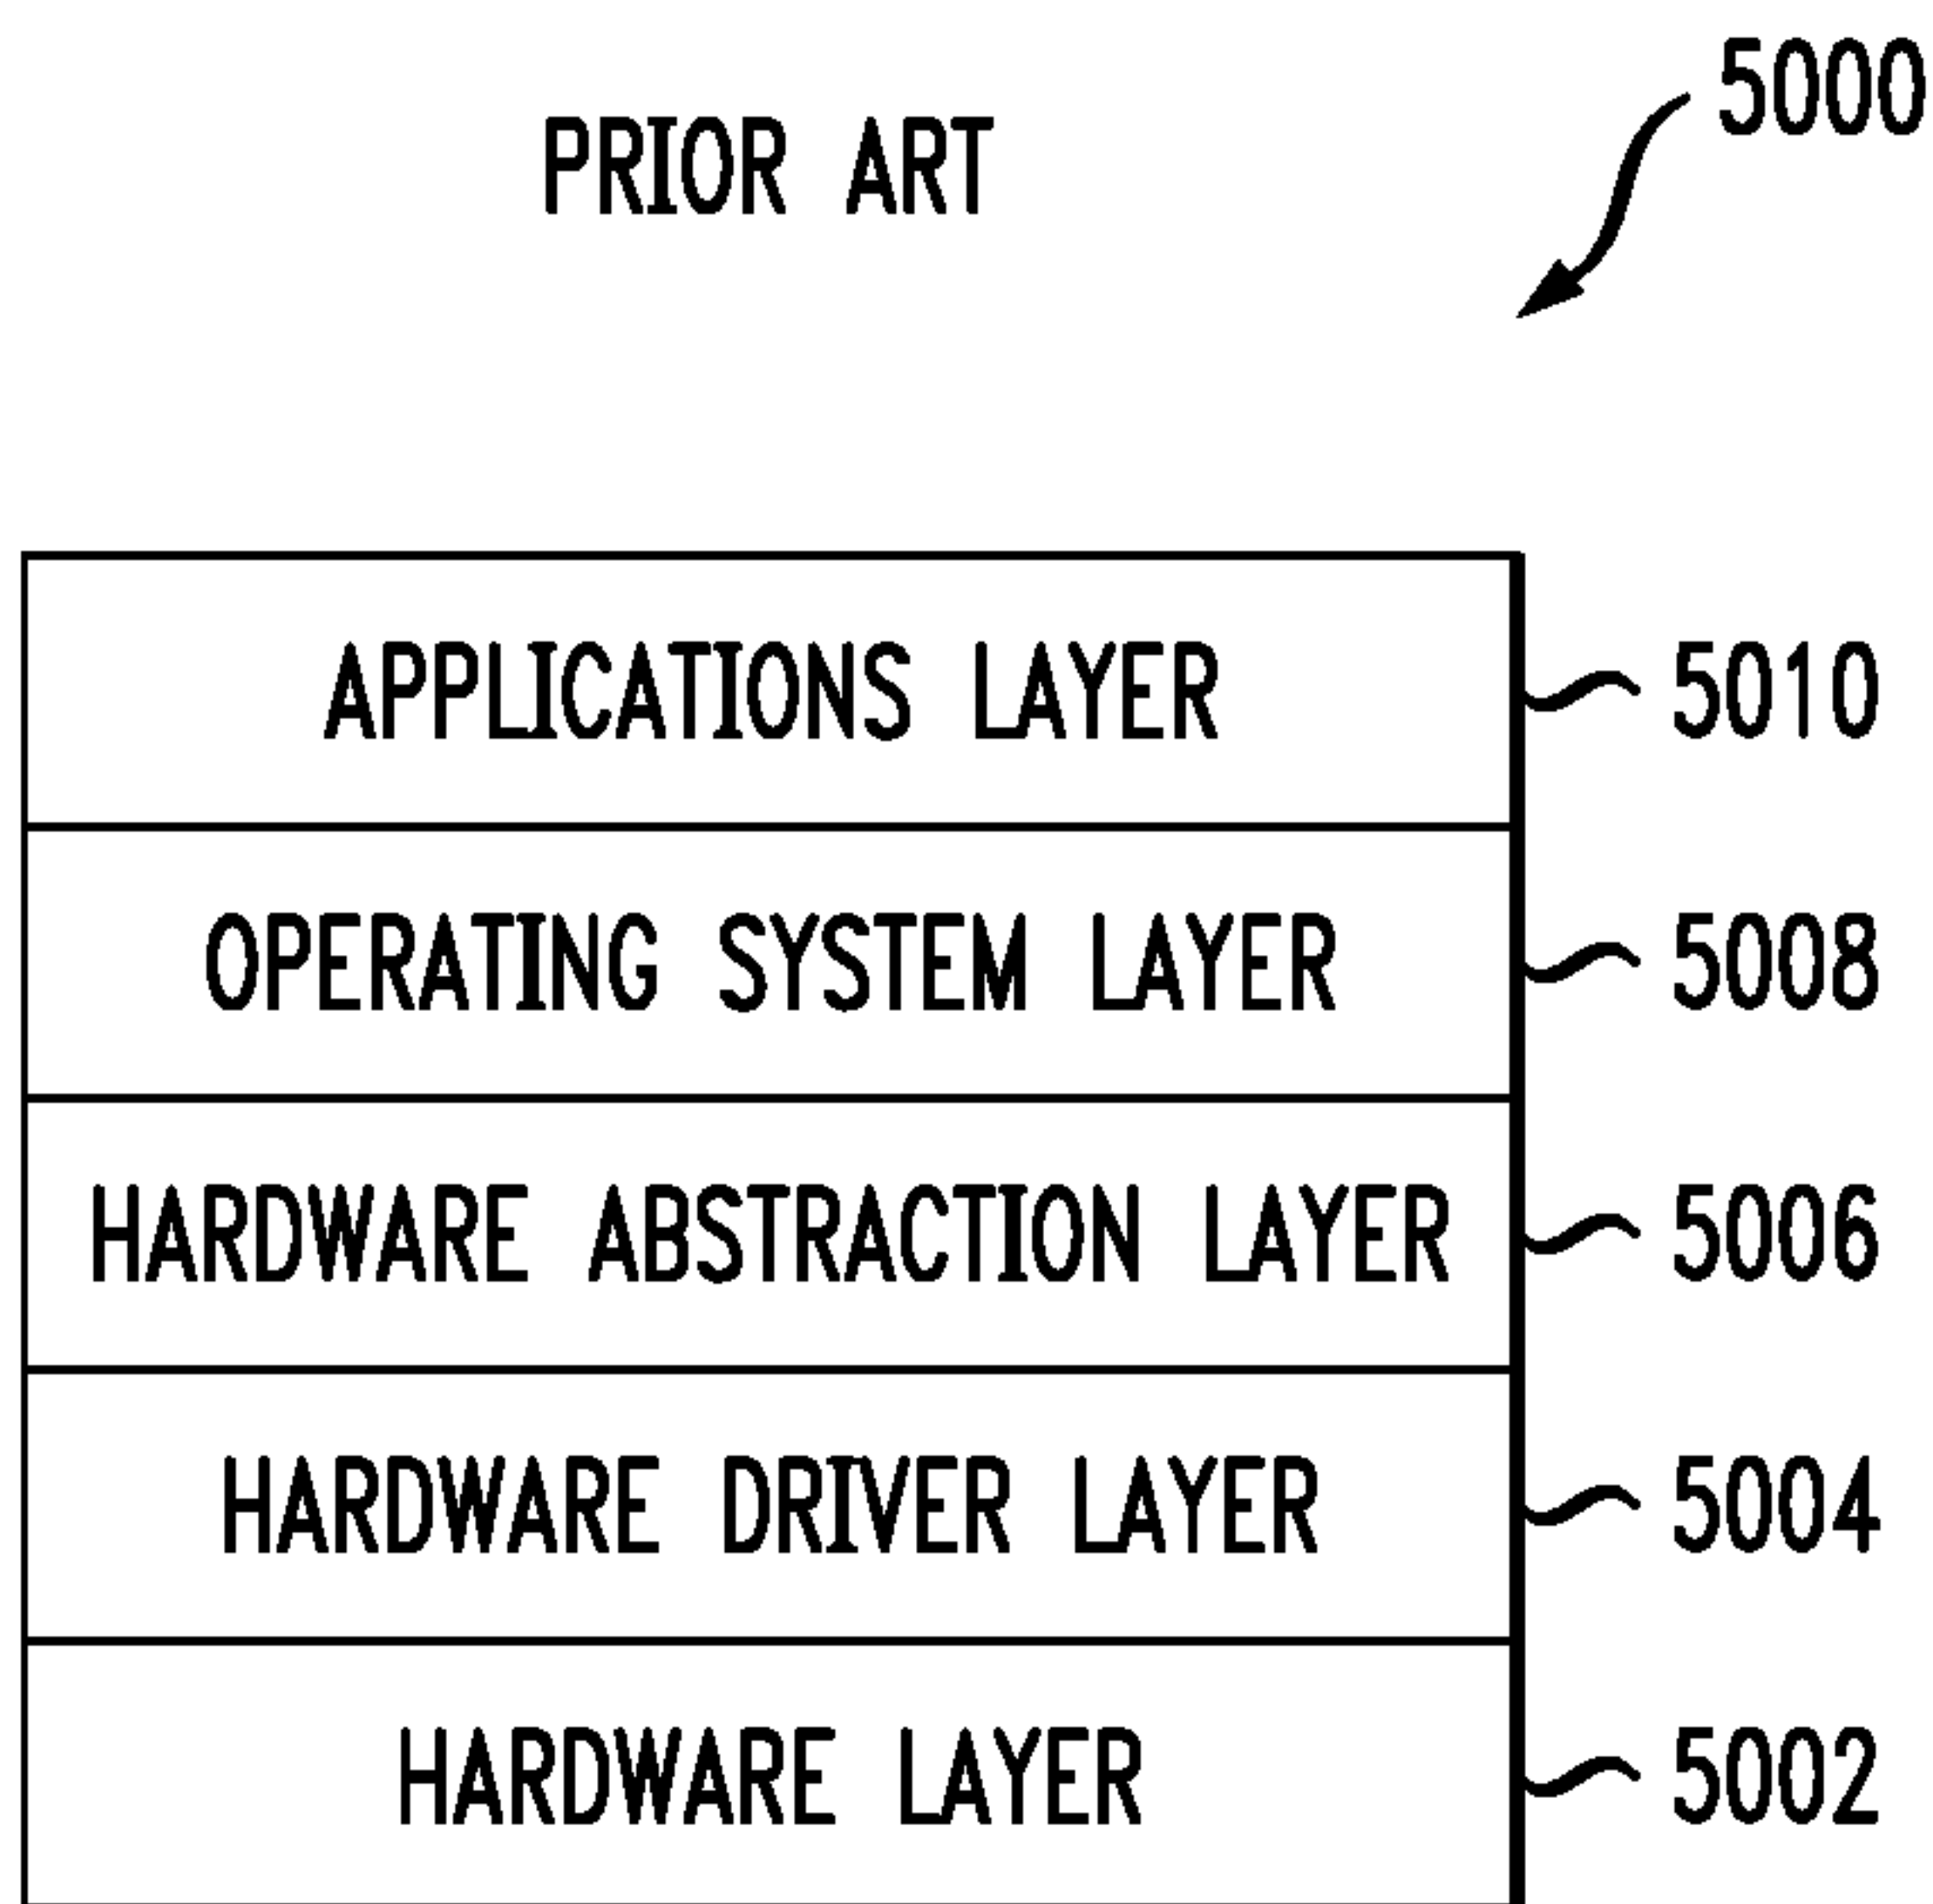 5000
PRIOR ART
APPLICATIONS LAYER 5010
OPERATING SYSTEM LAYER 5008
HARDWARE ABSTRACTION LAYER 5006
HARDWARE DRIVER LAYER 5004
HARDWARE LAYER 5002